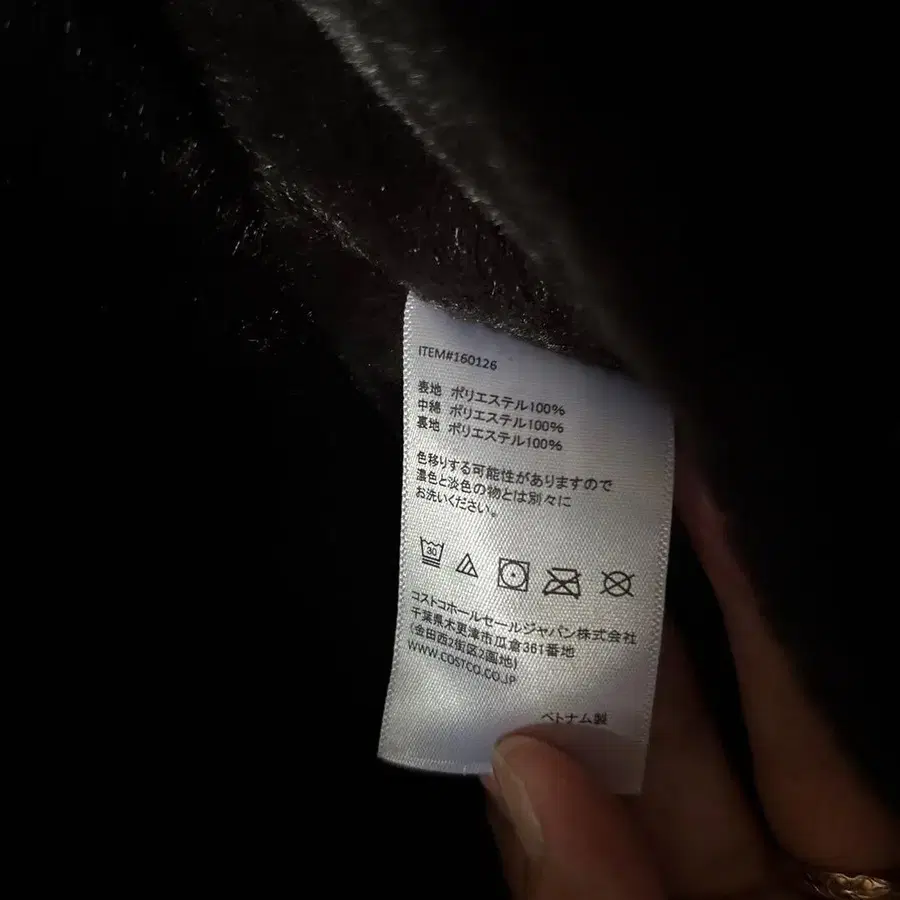 ITEM#160126
表地 ポリエステル100%
中綿 ポリエステル100%
裏地 ポリエステル100%
色移りする可能性がありますので
濃色と淡色の物とは別々に
お洗いください。
30
コストコホールセールジャパン株式会社
千葉県木更津市瓜倉361番地
(金田西2街区2画地)
WWW.COSTCO.CO.JP
ベトナム製